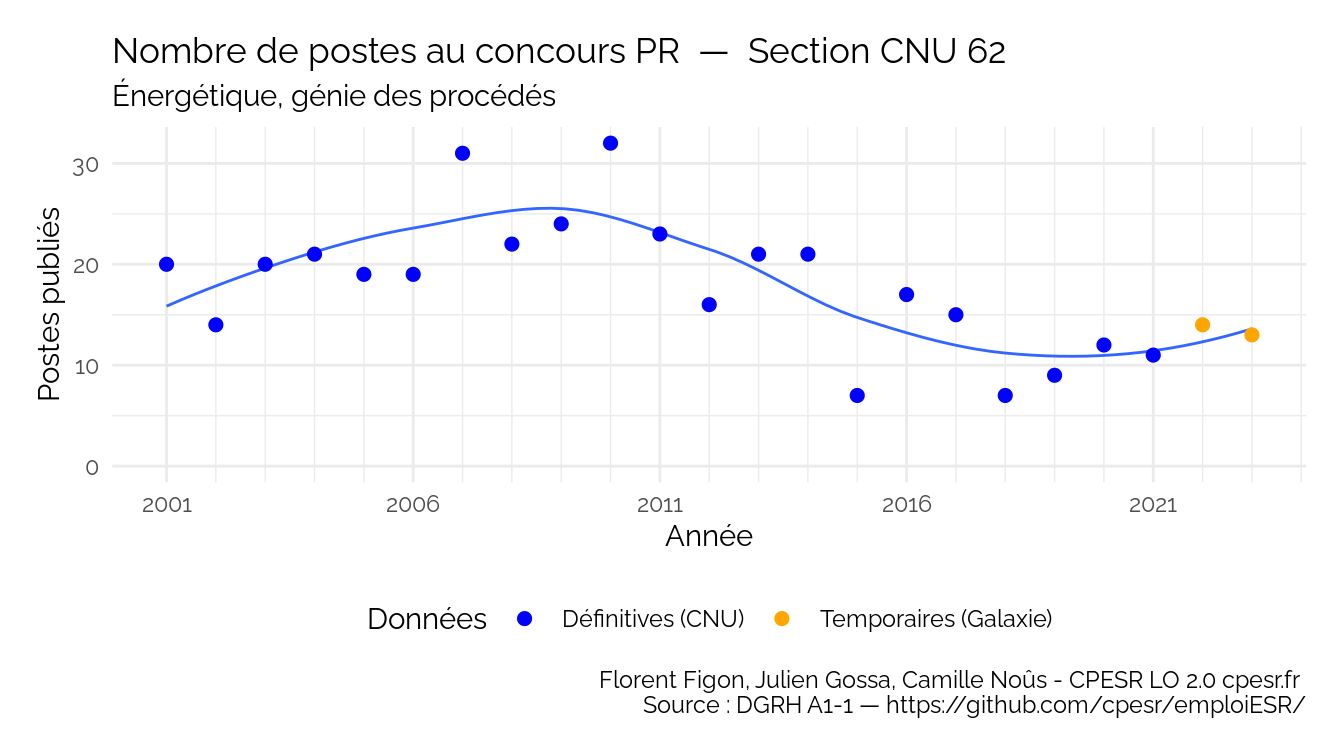 Nombre de postes au concours PR — Section CNU 62
Énergétique, génie des procédés
Postes publiés
30
20
10
0
2001 2006 2011 2016 2021
Année
Données Définitives (CNU) Temporaires (Galaxie)
Florent Figon, Julien Gossa, Camille Noûs - CPESR LO 2.0 cpesr.fr
Source : DGRH A1-1 — https://github.com/cpesr/emploiESR/